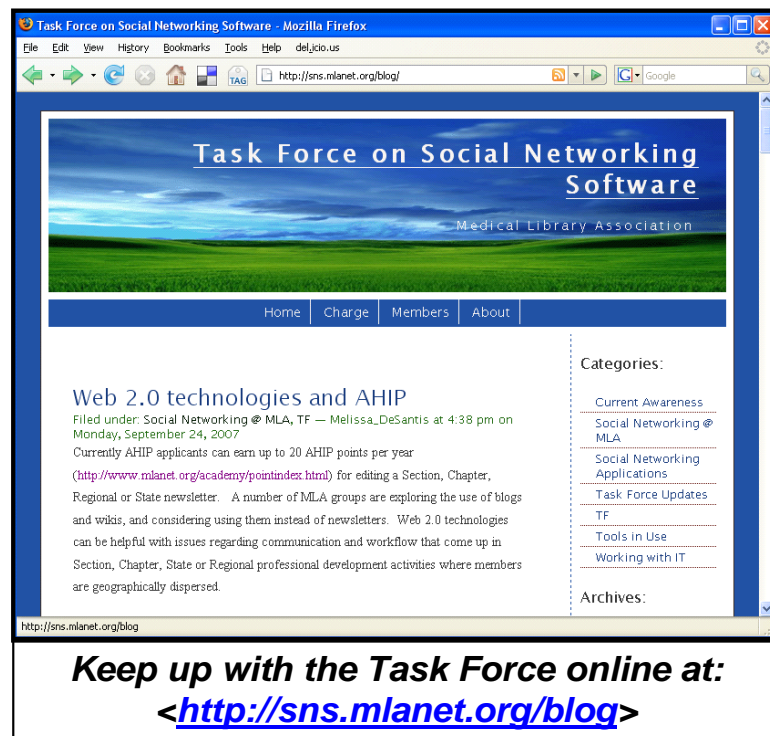 Task Force on Social Networking Software - Mozilla Firefox
File Edit View History Bookmarks Tools Help del.icio.us
TAG http://sns.mlanet.org/blog/ G Google
Task Force on Social Networking
Software
Medical Library Association
Home Charge Members About
Web 2.0 technologies and AHIP
Filed under: Social Networking @ MLA, TF — Melissa_DeSantis at 4:38 pm on
Monday, September 24, 2007
Currently AHIP applicants can earn up to 20 AHIP points per year
(http://www.mlanet.org/academy/pointindex.html) for editing a Section, Chapter,
Regional or State newsletter. A number of MLA groups are exploring the use of blogs
and wikis, and considering using them instead of newsletters. Web 2.0 technologies
can be helpful with issues regarding communication and workflow that come up in
Section, Chapter, State or Regional professional development activities where members
are geographically dispersed.
Categories:
Current Awareness
Social Networking @
MLA
Social Networking
Applications
Task Force Updates
TF
Tools in Use
Working with IT
Archives:
http://sns.mlanet.org/blog
Keep up with the Task Force online at:
<http://sns.mlanet.org/blog>